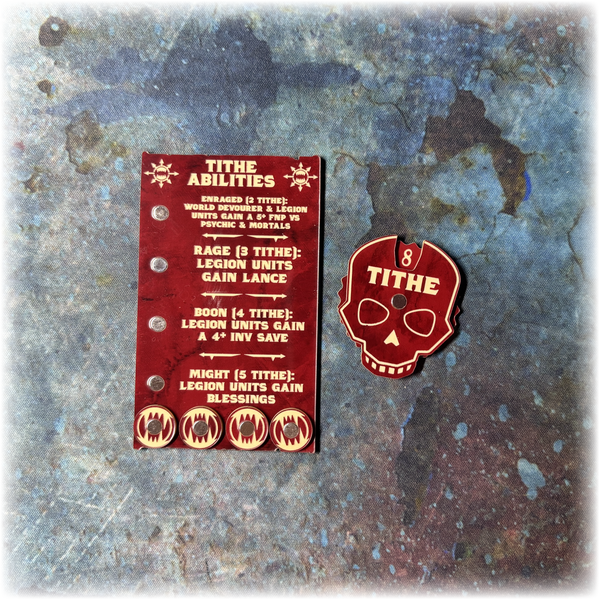 TITHE
ABILITIES
ENRAGED (2 TITHE):
WORLD DEVOURER & LEGION
UNITS GAIN A 5+ FNP VS
PSYCHIC & MORTALS
RAGE (3 TITHE):
LEGION UNITS
GAIN LANCE
BOON (4 TITHE):
LEGION UNITS GAIN
A 4+ INV SAVE
MIGHT (5 TITHE):
LEGION UNITS GAIN
BLESSINGS
8
TITHE